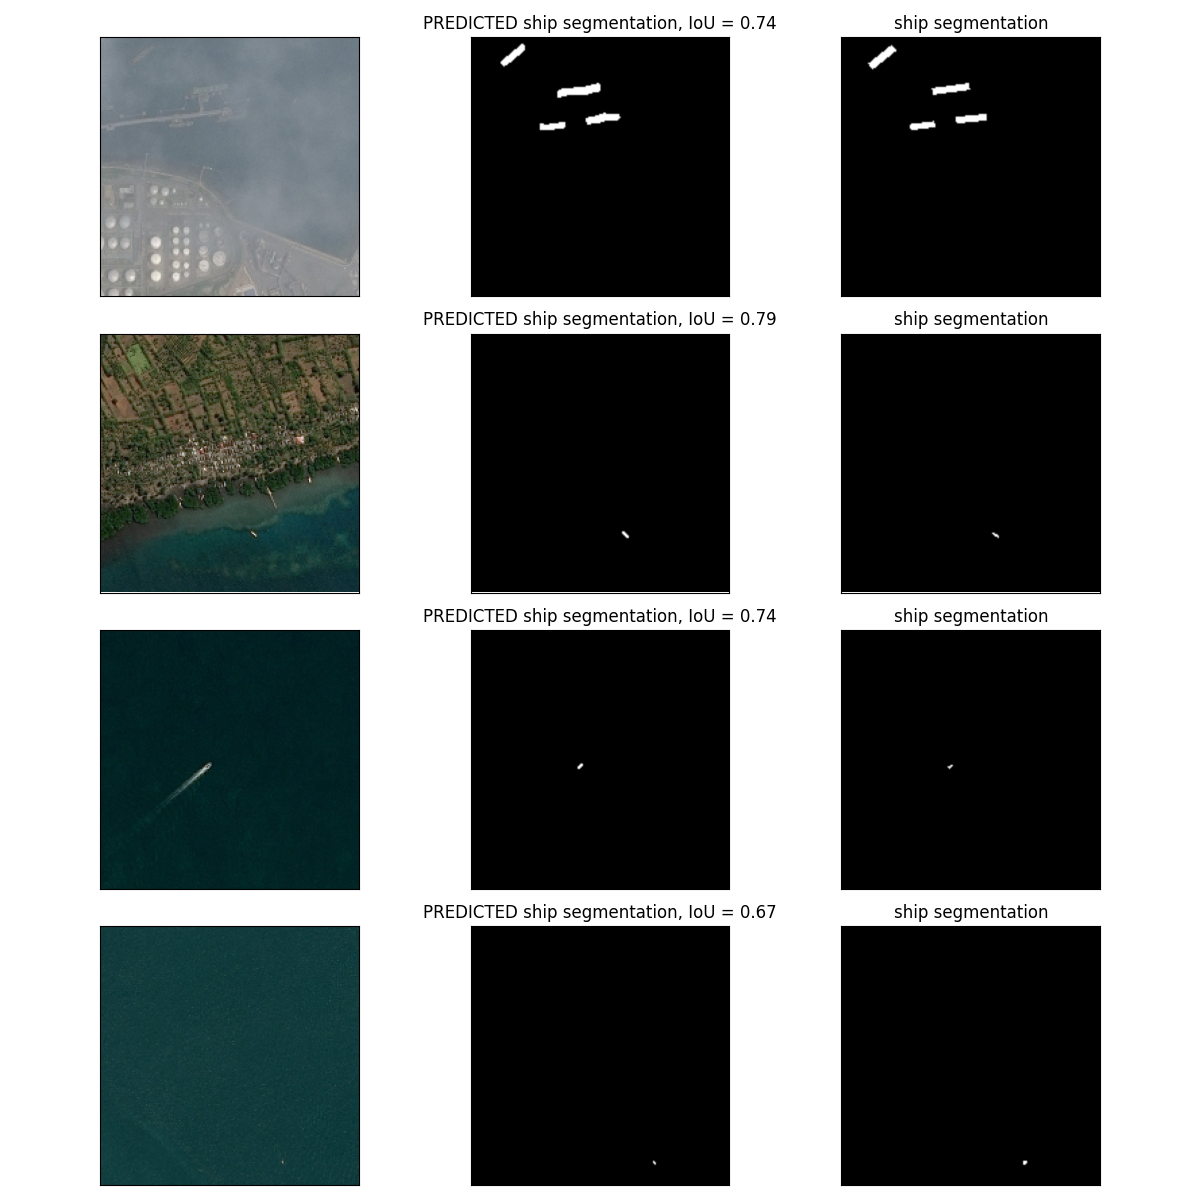 PREDICTED ship segmentation, IoU = 0.74
ship segmentation
PREDICTED ship segmentation, IoU = 0.79
ship segmentation
PREDICTED ship segmentation, IoU = 0.74
ship segmentation
PREDICTED ship segmentation, IoU = 0.67
ship segmentation